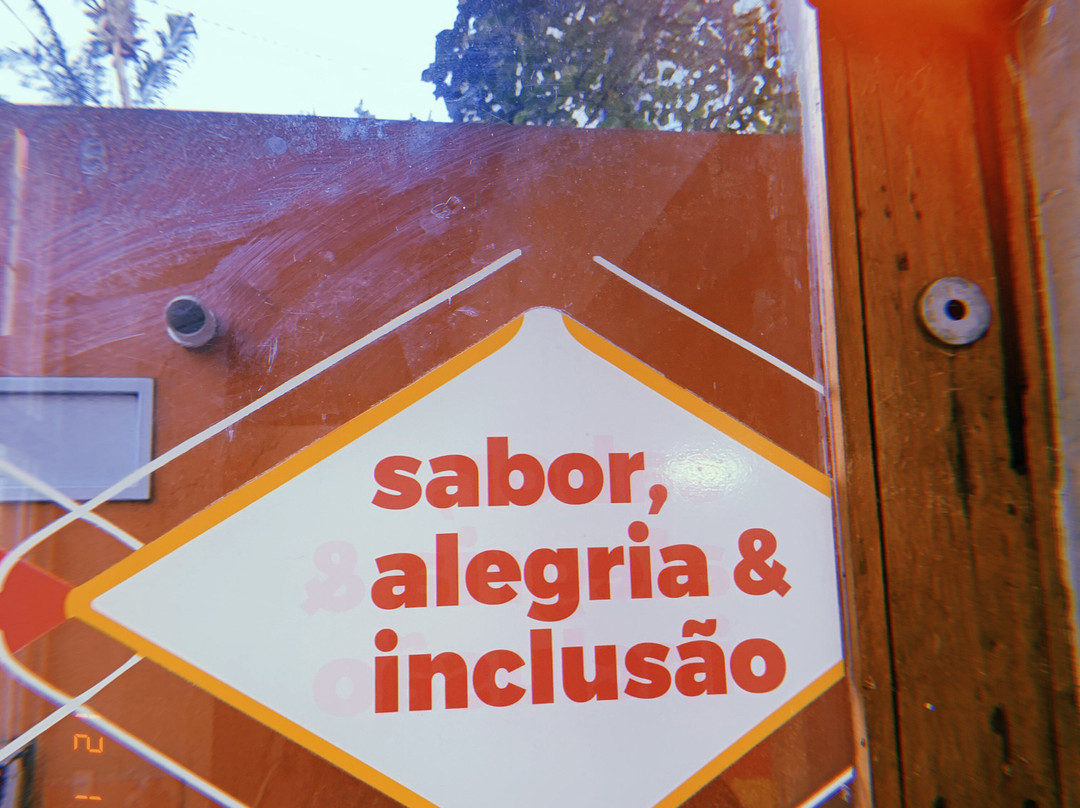 sabor,
alegria &
inclusão